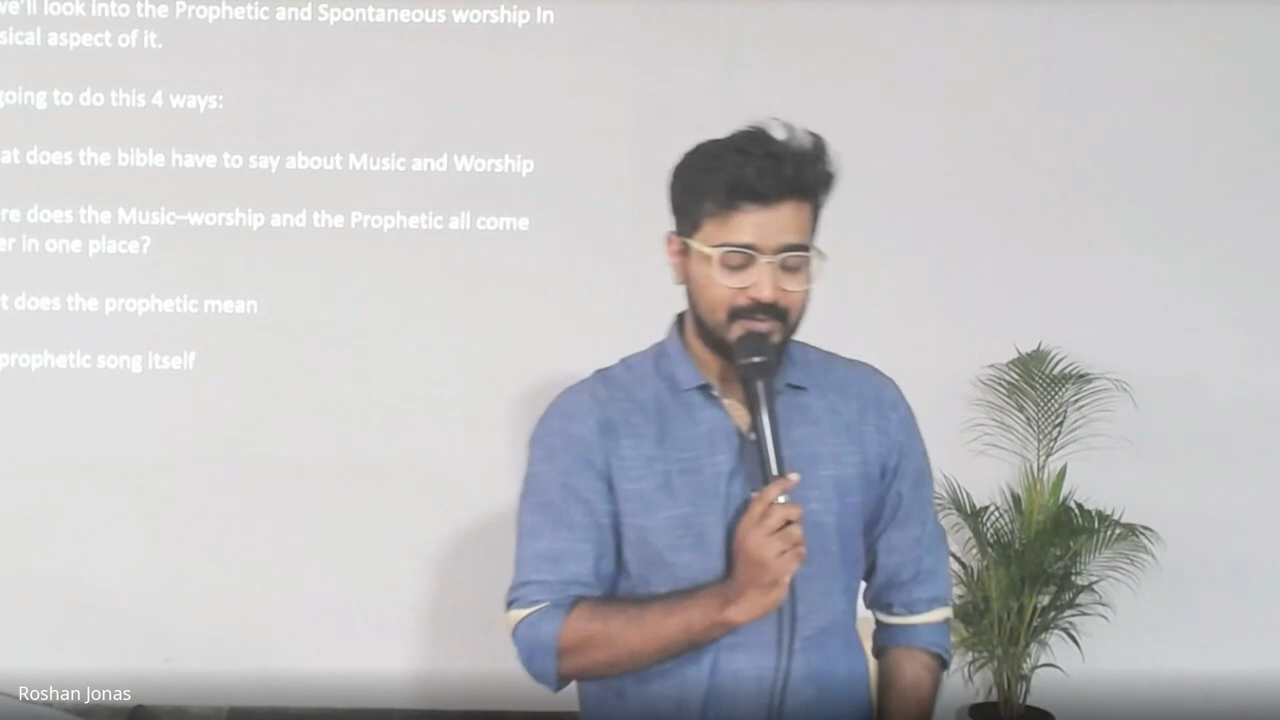 we'll look into the Prophetic and Spontaneous worship In
sical aspect of it.
going to do this 4 ways:
at does the bible have to say about Music and Worship
re does the Music–worship and the Prophetic all come
er in one place?
t does the prophetic mean
prophetic song itself
Roshan Jonas